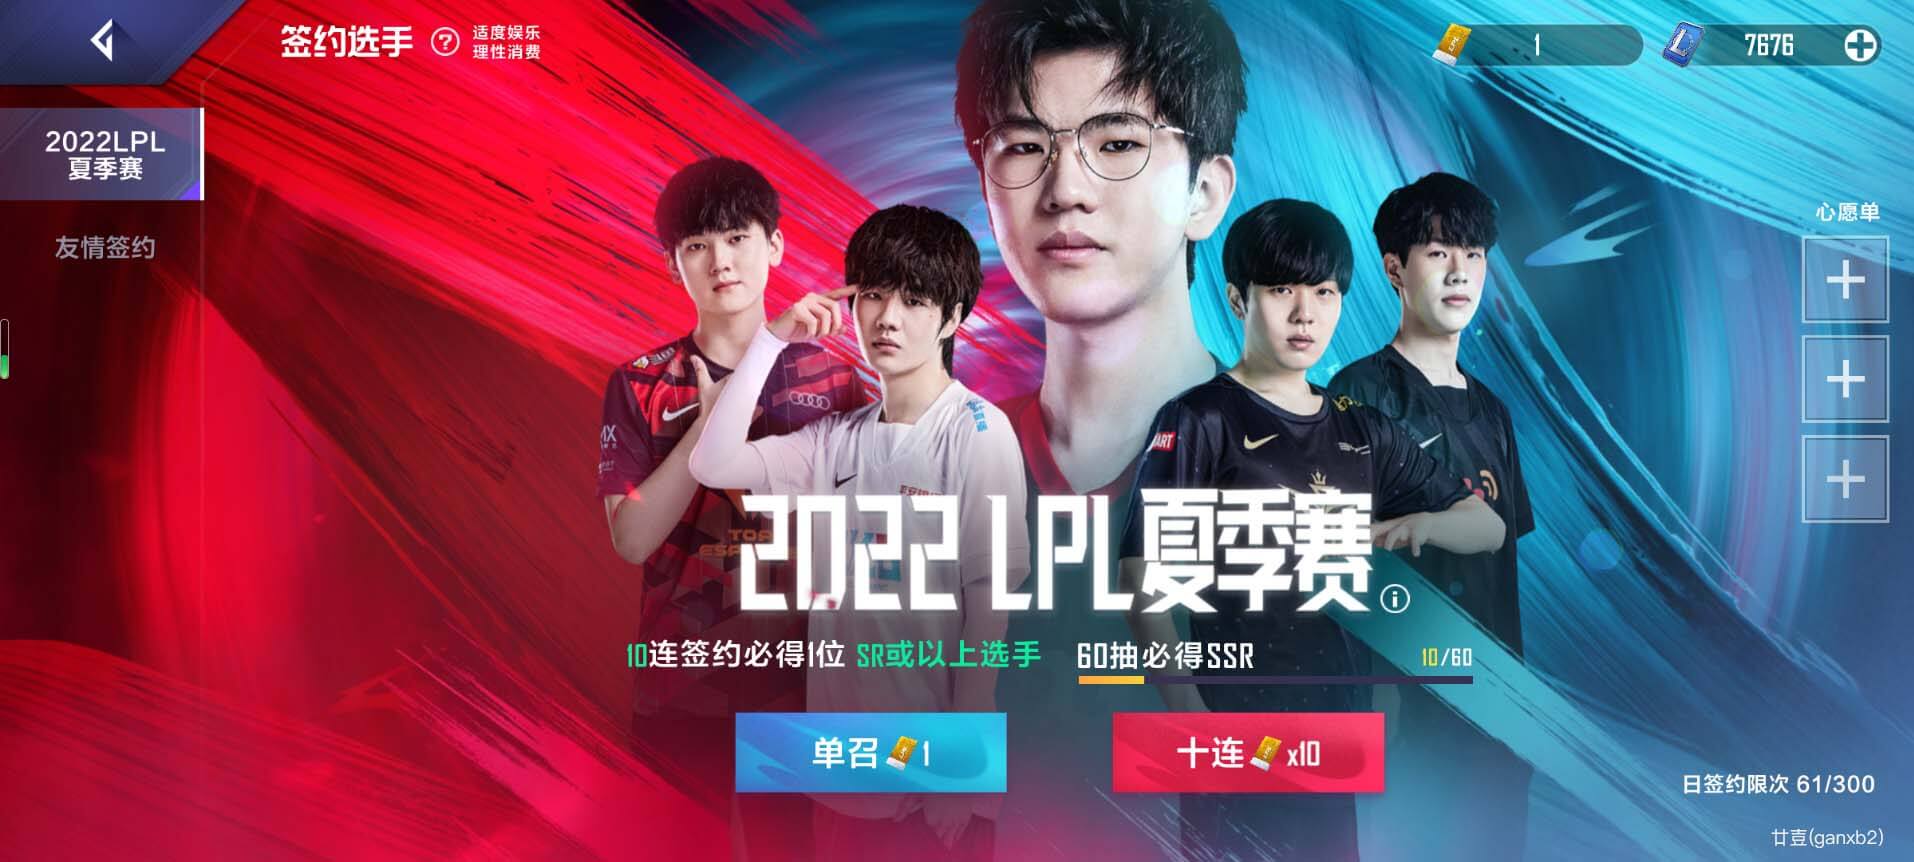 签约选手
适度娱乐
理性消费
1
7676
2022LPL
夏季赛
友情签约
心愿单
TOP
2022 LPL夏季赛
10连签约必得1位 SR或以上选手
60抽必得SSR
10/60
单召 1
十连 x10
日签约限次 61/300
廿壴(ganxb2)